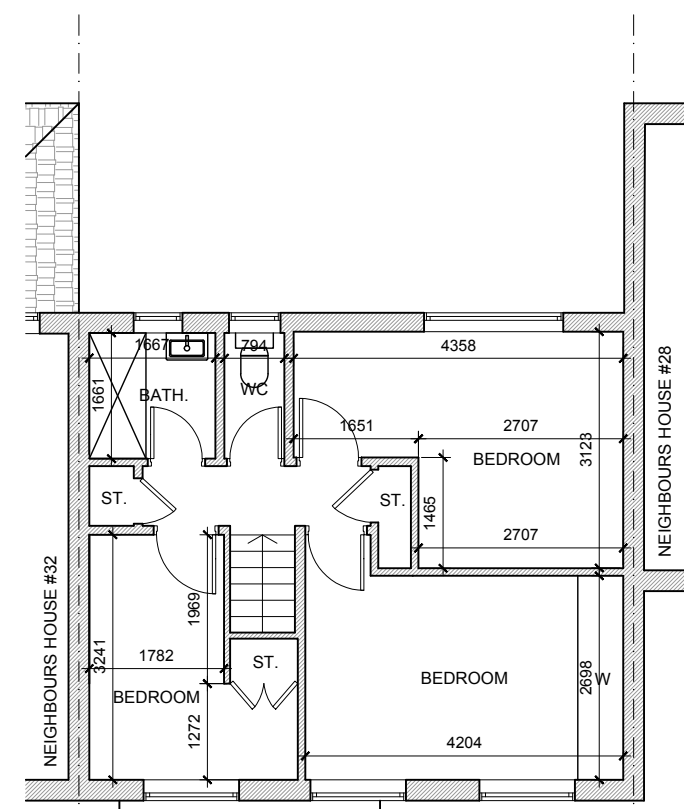 1667
794
4358
1661
BATH.
WC
1651
2707
BEDROOM
3123
NEIGHBOURS HOUSE #28
ST.
ST.
1465
2707
NEIGHBOURS HOUSE #32
3241
1969
1782
ST.
BEDROOM
BEDROOM
2698
W
1272
4204